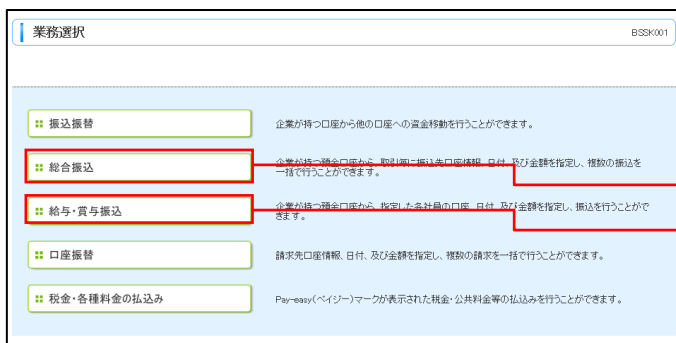 業務選択
BSSK001
振込振替
企業が持つ口座から他の口座への資金移動を行うことができます。
総合振込
企業が持つ預金口座から、取引毎に振込先口座情報、日付、及び金額を指定し、複数の振込を
一括で行うことができます。
給与・賞与振込
企業が持つ預金口座から、指定した各社員の口座、日付、及び金額を指定し、振込を行うことがで
きます。
口座振替
請求先口座情報、日付、及び金額を指定し、複数の請求を一括で行うことができます。
税金・各種料金の払込み
Pay-easy(ペイジー)マークが表示された税金・公共料金等の払込みを行うことができます。